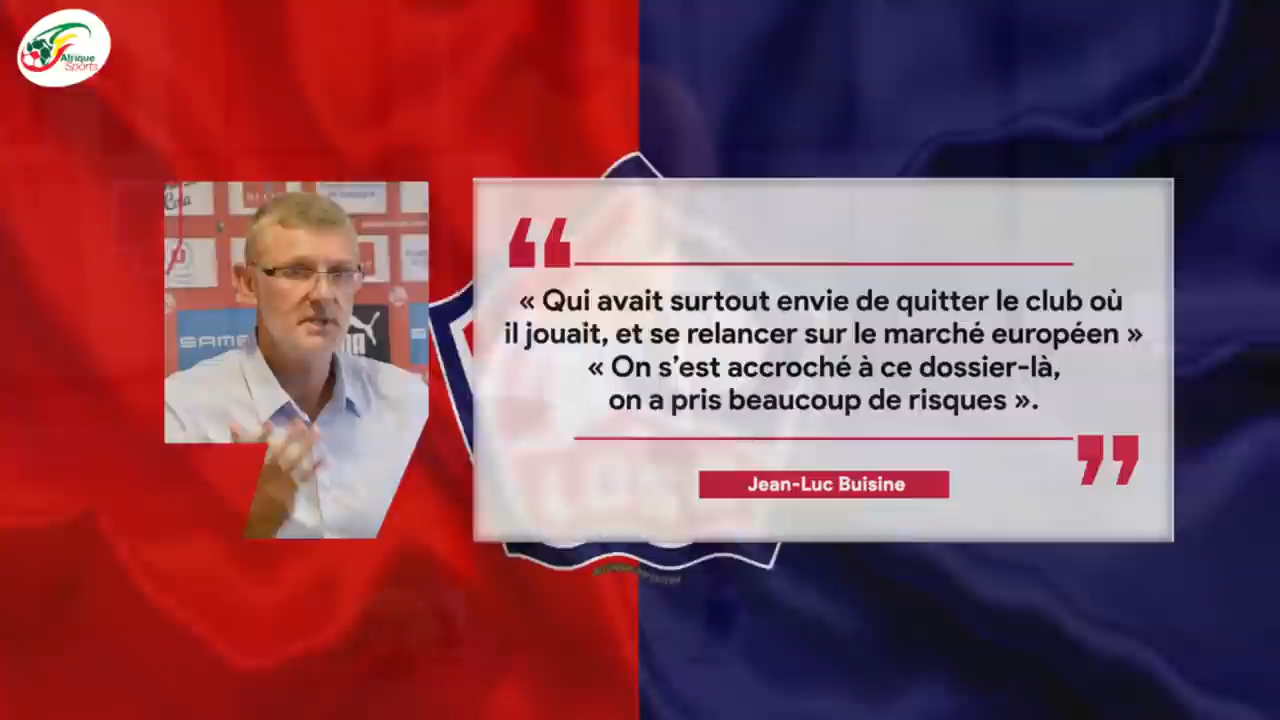 Afrique
Sports
« Qui avait surtout envie de quitter le club où
il jouait, et se relancer sur le marché européen »
« On s'est accroché à ce dossier-là,
on a pris beaucoup de risques ».
Jean-Luc Buisine